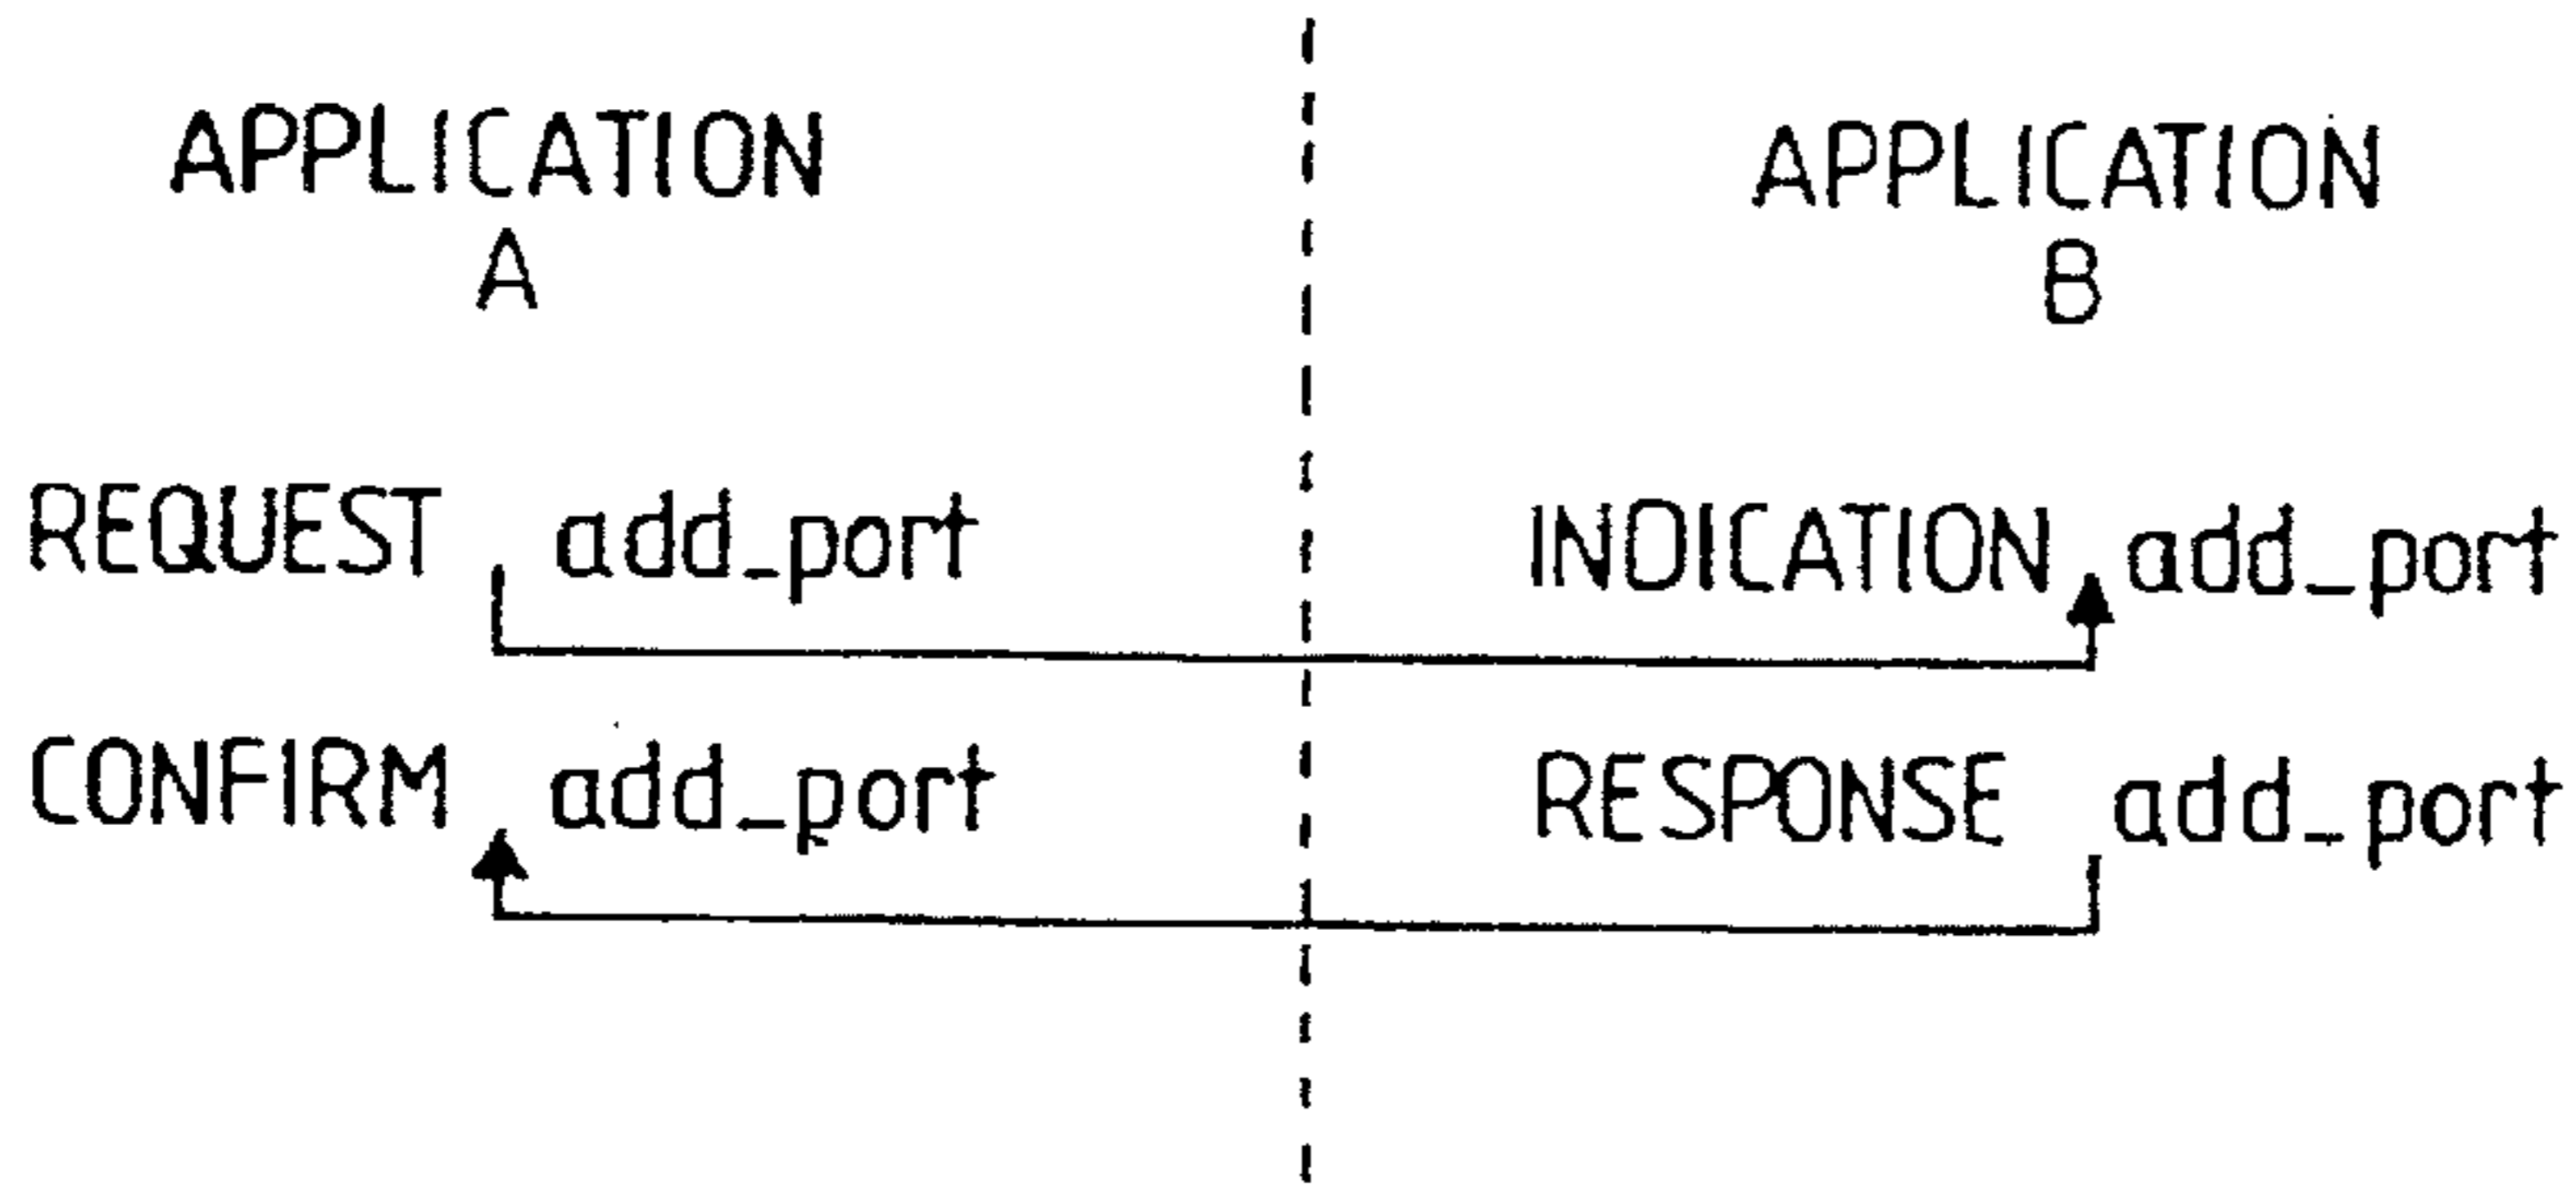 APPLICATION
A
APPLICATION
B
REQUEST add_port
INDICATION add_port
CONFIRM add_port
RESPONSE add_port